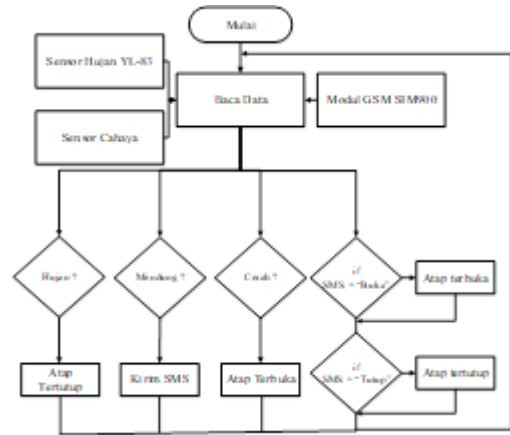 Mulai
Sensor Hujan YL-83
Baca Data
Modul GSM SIM900
Sensor Cahaya
Hujan ?
Mendung ?
Cerah ?
if
SMS = "Buka"
Atap terbuka
Atap
Tertutup
Kirim SMS
Atap Terbuka
if
SMS = "Tutup"
Atap tertutup